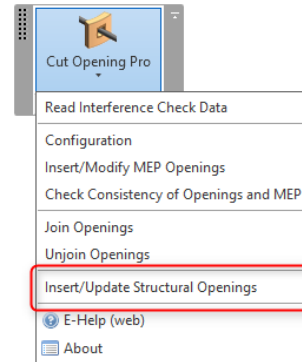 Cut Opening Pro
Read Interference Check Data
Configuration
Insert/Modify MEP Openings
Check Consistency of Openings and MEP
Join Openings
Unjoin Openings
Insert/Update Structural Openings
E-Help (web)
About